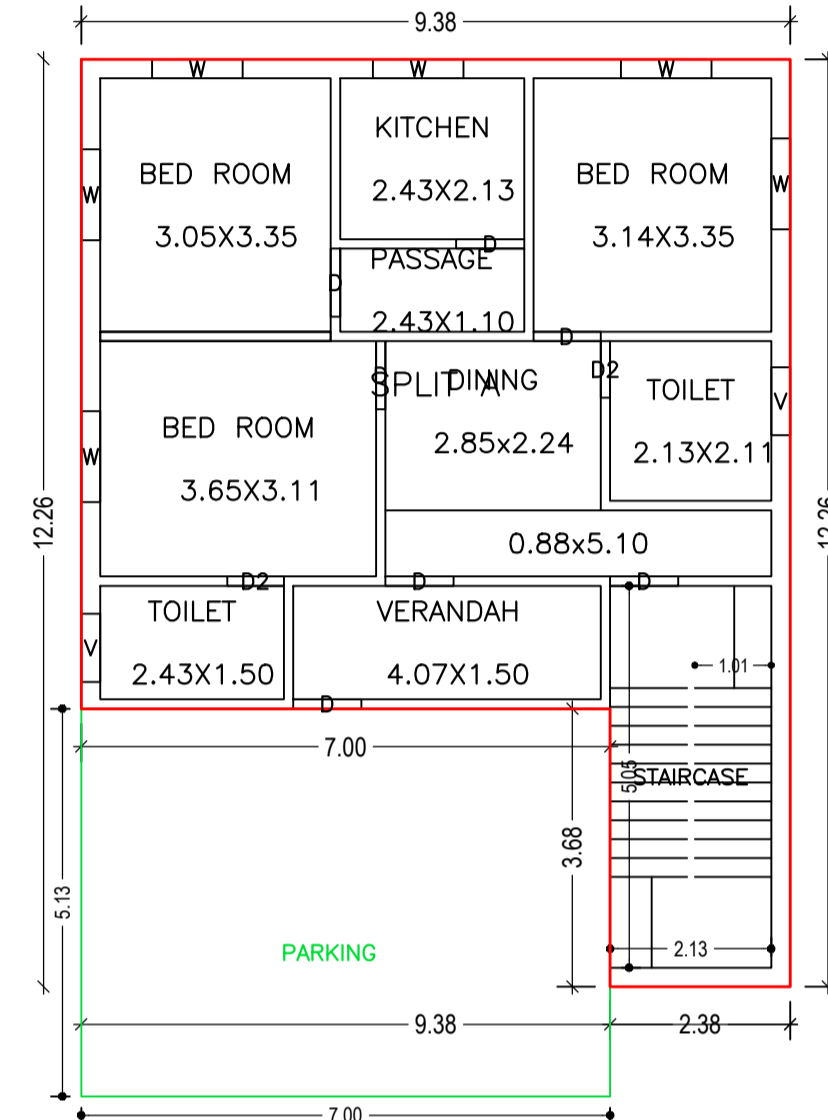 9.38
W W W
KITCHEN
2.43X2.13
BED ROOM
3.05X3.35
BED ROOM
3.14X3.35
W
W
D
PASSAGE
2.43X1.10
D
D
SPLIT A
DINING
2.85x2.24
D
D2
TOILET
2.13X2.11
V
BED ROOM
3.65X3.11
W
12.26
12.26
0.88x5.10
D2
D
D
TOILET
2.43X1.50
V
VERANDAH
4.07X1.50
D
1.01
7.00
STAIRCASE
5.05
3.68
5.13
PARKING
2.13
9.38
2.38
7.00